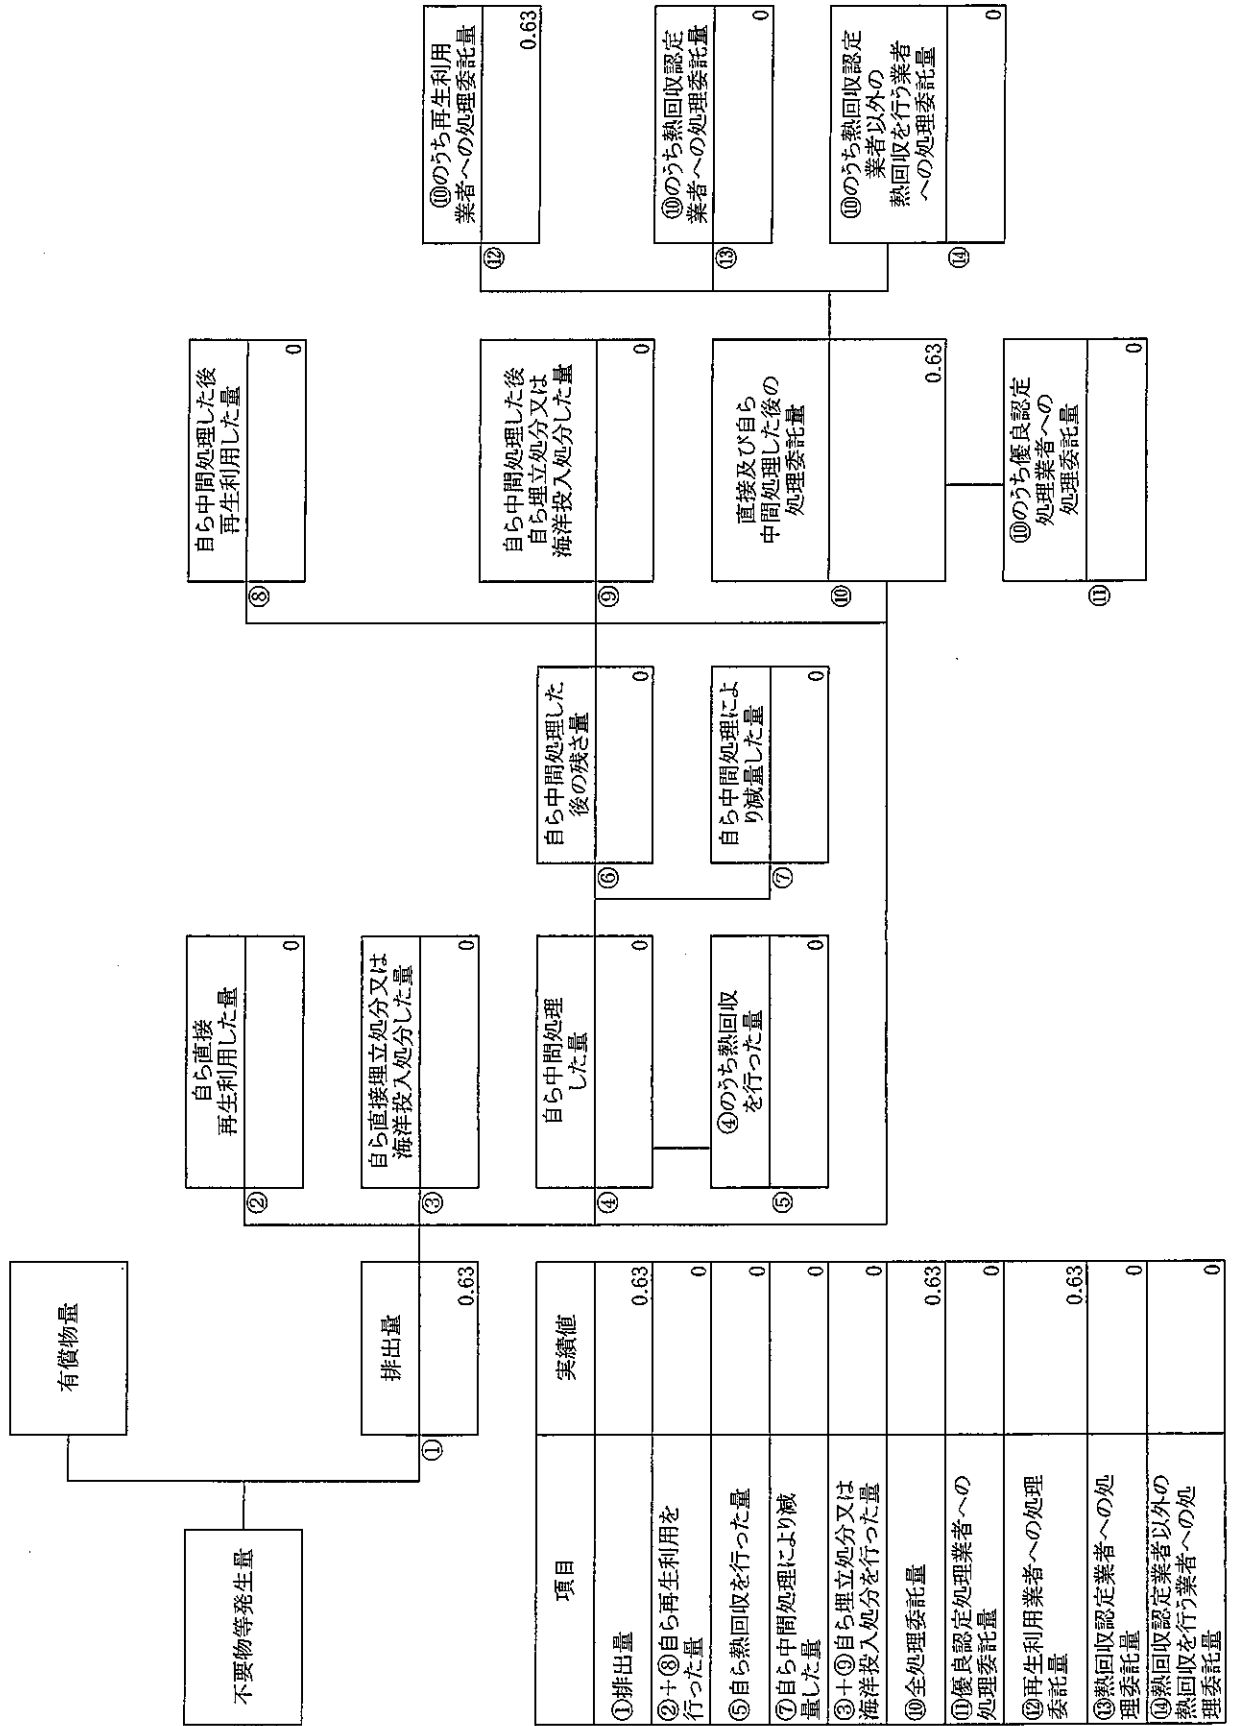 不要物等発生量
有償物量
①
排出量
0.63
②
自ら直接
再生利用した量
0
③
自ら直接埋立処分又は
海洋投入処分した量
0
④
自ら中間処理
した量
0
⑤
④のうち熱回収
を行った量
0
⑥
自ら中間処理した
後の残さ量
0
⑦
自ら中間処理によ
り減量した量
0
⑧
自ら中間処理した後
再生利用した量
0
⑨
自ら中間処理した後
自ら埋立処分又は
海洋投入処分した量
0
⑩
直接及び自ら
中間処理した後の
処理委託量
0.63
⑪
⑩のうち優良認定
処理業者への
処理委託量
0
⑫
⑩のうち再生利用
業者への処理委託量
0.63
⑬
⑩のうち熱回収認定
業者への処理委託量
0
⑭
⑩のうち熱回収認定
業者以外の
熱回収を行う業者
への処理委託量
0
項目 実績値
①排出量 0.63
②+⑧自ら再生利用を
行った量 0
⑤自ら熱回収を行った量 0
⑦自ら中間処理により減
量した量 0
③+⑨自ら埋立処分又は
海洋投入処分を行った量 0
⑩全処理委託量 0.63
⑪優良認定処理業者への
処理委託量 0
⑫再生利用業者への処理
委託量 0.63
⑬熱回収認定業者への処
理委託量 0
⑭熱回収認定業者以外の
熱回収を行う業者への処
理委託量 0